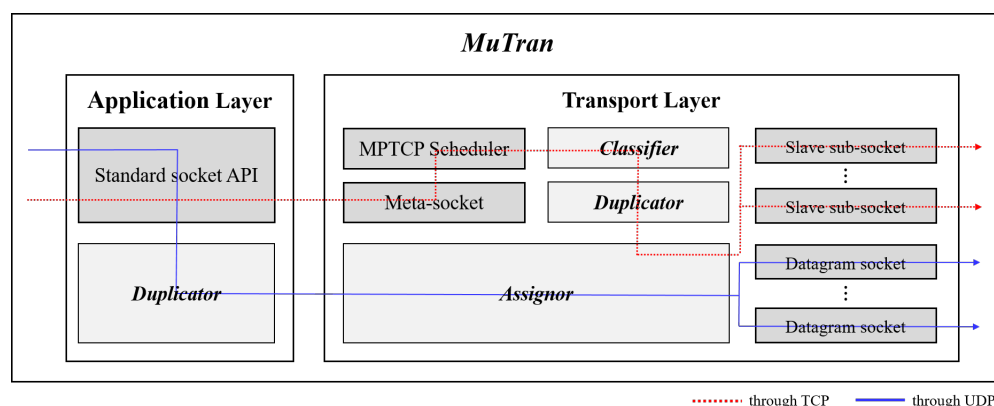 MuTran
Application Layer
Standard socket API
Duplicator
Transport Layer
MPTCP Scheduler
Classifier
Meta-socket
Duplicator
Assignor
Slave sub-socket
⋮
Slave sub-socket
Datagram socket
⋮
Datagram socket
through TCP
through UDP